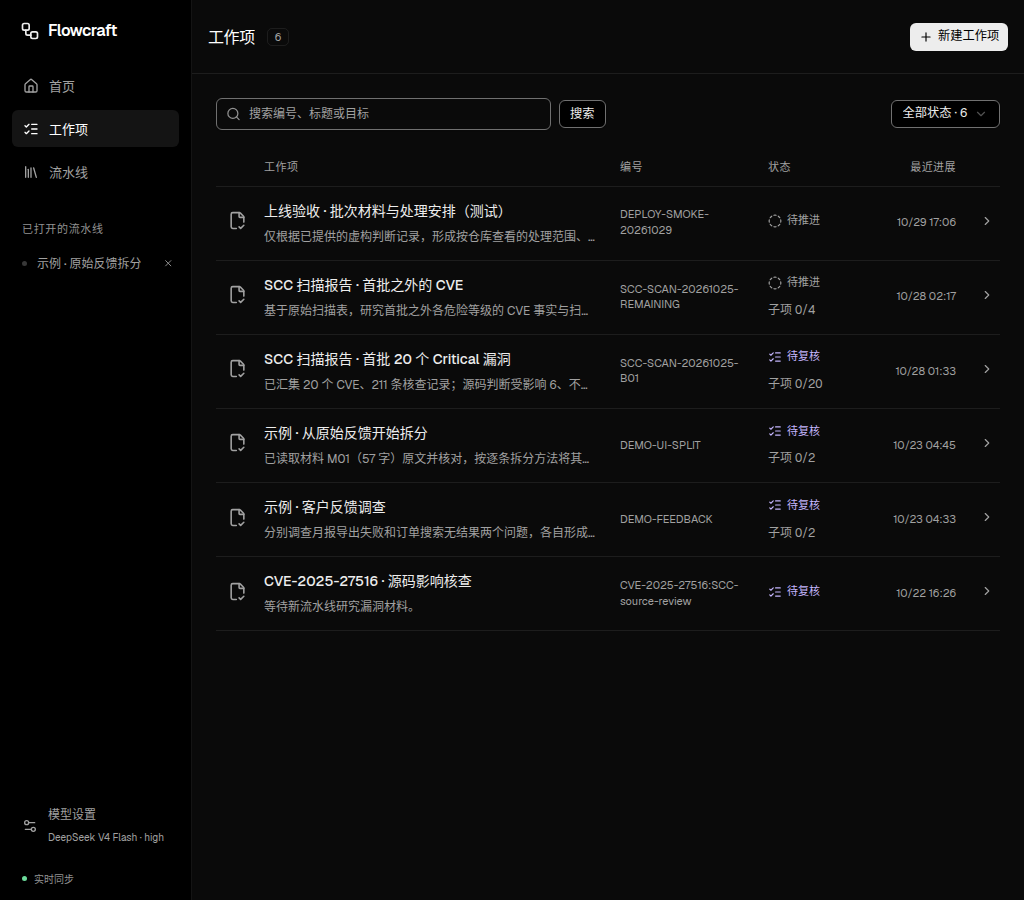 Flowcraft
首页
工作项
流水线
已打开的流水线
示例 · 原始反馈拆分
模型设置
DeepSeek V4 Flash · high
实时同步
工作项 6
新建工作项
搜索编号、标题或目标
搜索
全部状态 · 6
工作项 编号 状态 最近进展
上线验收 · 批次材料与处理安排（测试）
仅根据已提供的虚构判断记录，形成按仓库查看的处理范围、…
DEPLOY-SMOKE-
20261029
待推进
10/29 17:06
SCC 扫描报告 · 首批之外的 CVE
基于原始扫描表，研究首批之外各危险等级的 CVE 事实与扫…
SCC-SCAN-20261025-
REMAINING
待推进
子项 0/4
10/28 02:17
SCC 扫描报告 · 首批 20 个 Critical 漏洞
已汇集 20 个 CVE、211 条核查记录；源码判断受影响 6、不…
SCC-SCAN-20261025-
B01
待复核
子项 0/20
10/28 01:33
示例 · 从原始反馈开始拆分
已读取材料 M01（57 字）原文并核对，按逐条拆分方法将其…
DEMO-UI-SPLIT
待复核
子项 0/2
10/23 04:45
示例 · 客户反馈调查
分别调查月报导出失败和订单搜索无结果两个问题，各自形成…
DEMO-FEEDBACK
待复核
子项 0/2
10/23 04:33
CVE-2025-27516 · 源码影响核查
等待新流水线研究漏洞材料。
CVE-2025-27516:SCC-
source-review
待复核
10/22 16:26